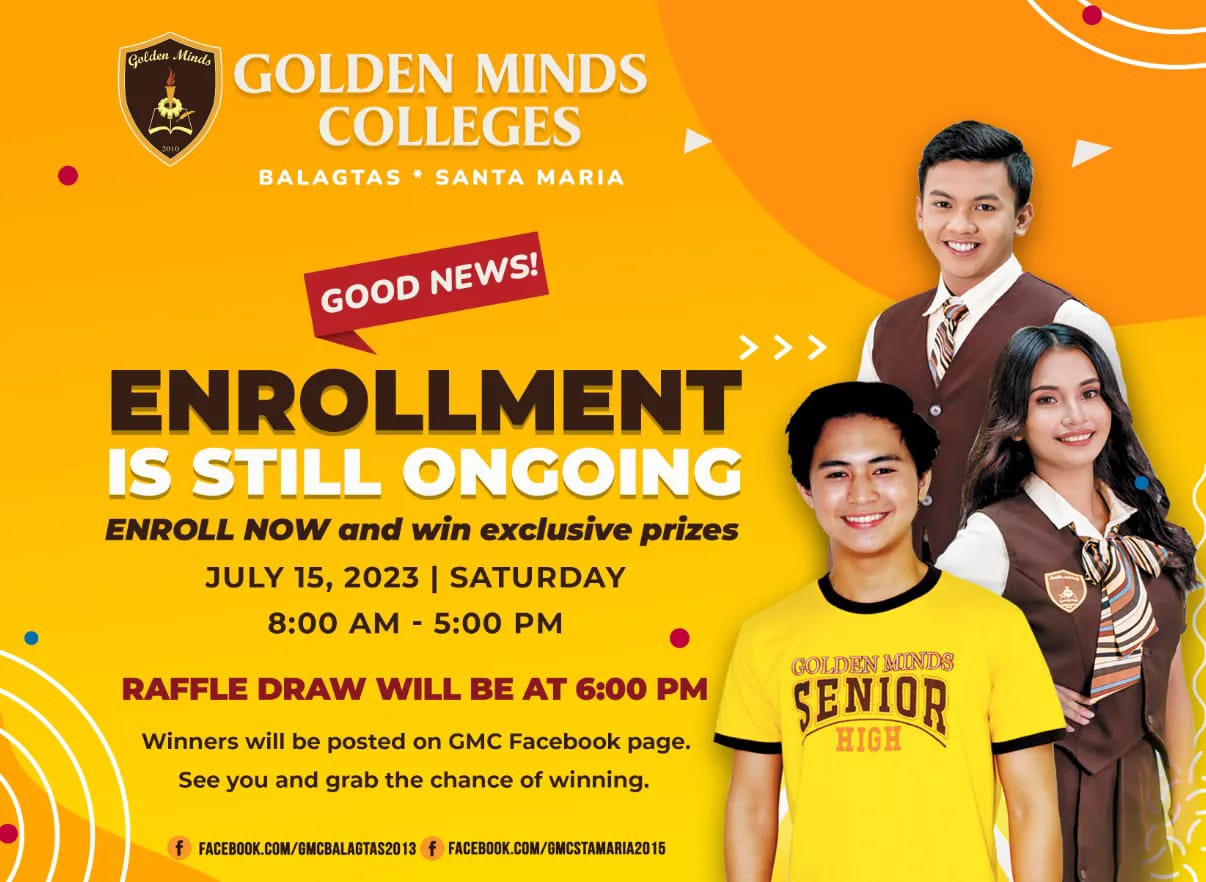 Golden Minds
2010
GOLDEN MINDS
COLLEGES
BALAGTAS * SANTA MARIA
GOOD NEWS!
ENROLLMENT
IS STILL ONGOING
ENROLL NOW and win exclusive prizes
JULY 15, 2023 | SATURDAY
8:00 AM - 5:00 PM
RAFFLE DRAW WILL BE AT 6:00 PM
Winners will be posted on GMC Facebook page.
See you and grab the chance of winning.
FACEBOOK.COM/GMCBALAGTAS2013 FACEBOOK.COM/GMCSTAMARIA2015
GOLDEN MINDS
SENIOR
HIGH